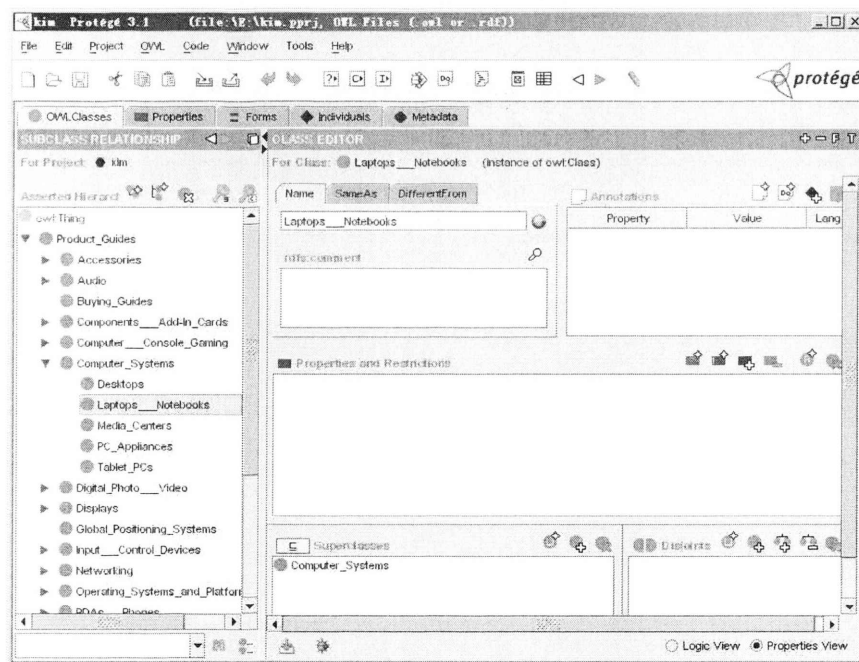 kim Protégé 3.1 (file:\E:\kim.pprj, OWL Files (.owl or .rdf))
File Edit Project OWL Code Window Tools Help
protégé
OWLClasses Properties Forms Individuals Metadata
SUBCLASS RELATIONSHIP
CLASS EDITOR
For Project: kim
For Class: Laptops___Notebooks (instance of owl:Class)
Asserted Hierarchy
Name SameAs DifferentFrom
Annotations
Laptops___Notebooks
Property Value Lang
rdfs:comment
owl:Thing
Product_Guides
Accessories
Audio
Buying_Guides
Components___Add-In_Cards
Computer___Console_Gaming
Computer_Systems
Desktops
Laptops___Notebooks
Media_Centers
PC_Appliances
Tablet_PCs
Digital_Photo___Video
Displays
Global_Positioning_Systems
Input___Control_Devices
Networking
Operating_Systems_and_Platfor
PDAs___Phones
Properties and Restrictions
Superclasses
Computer_Systems
Disjoints
Logic View Properties View